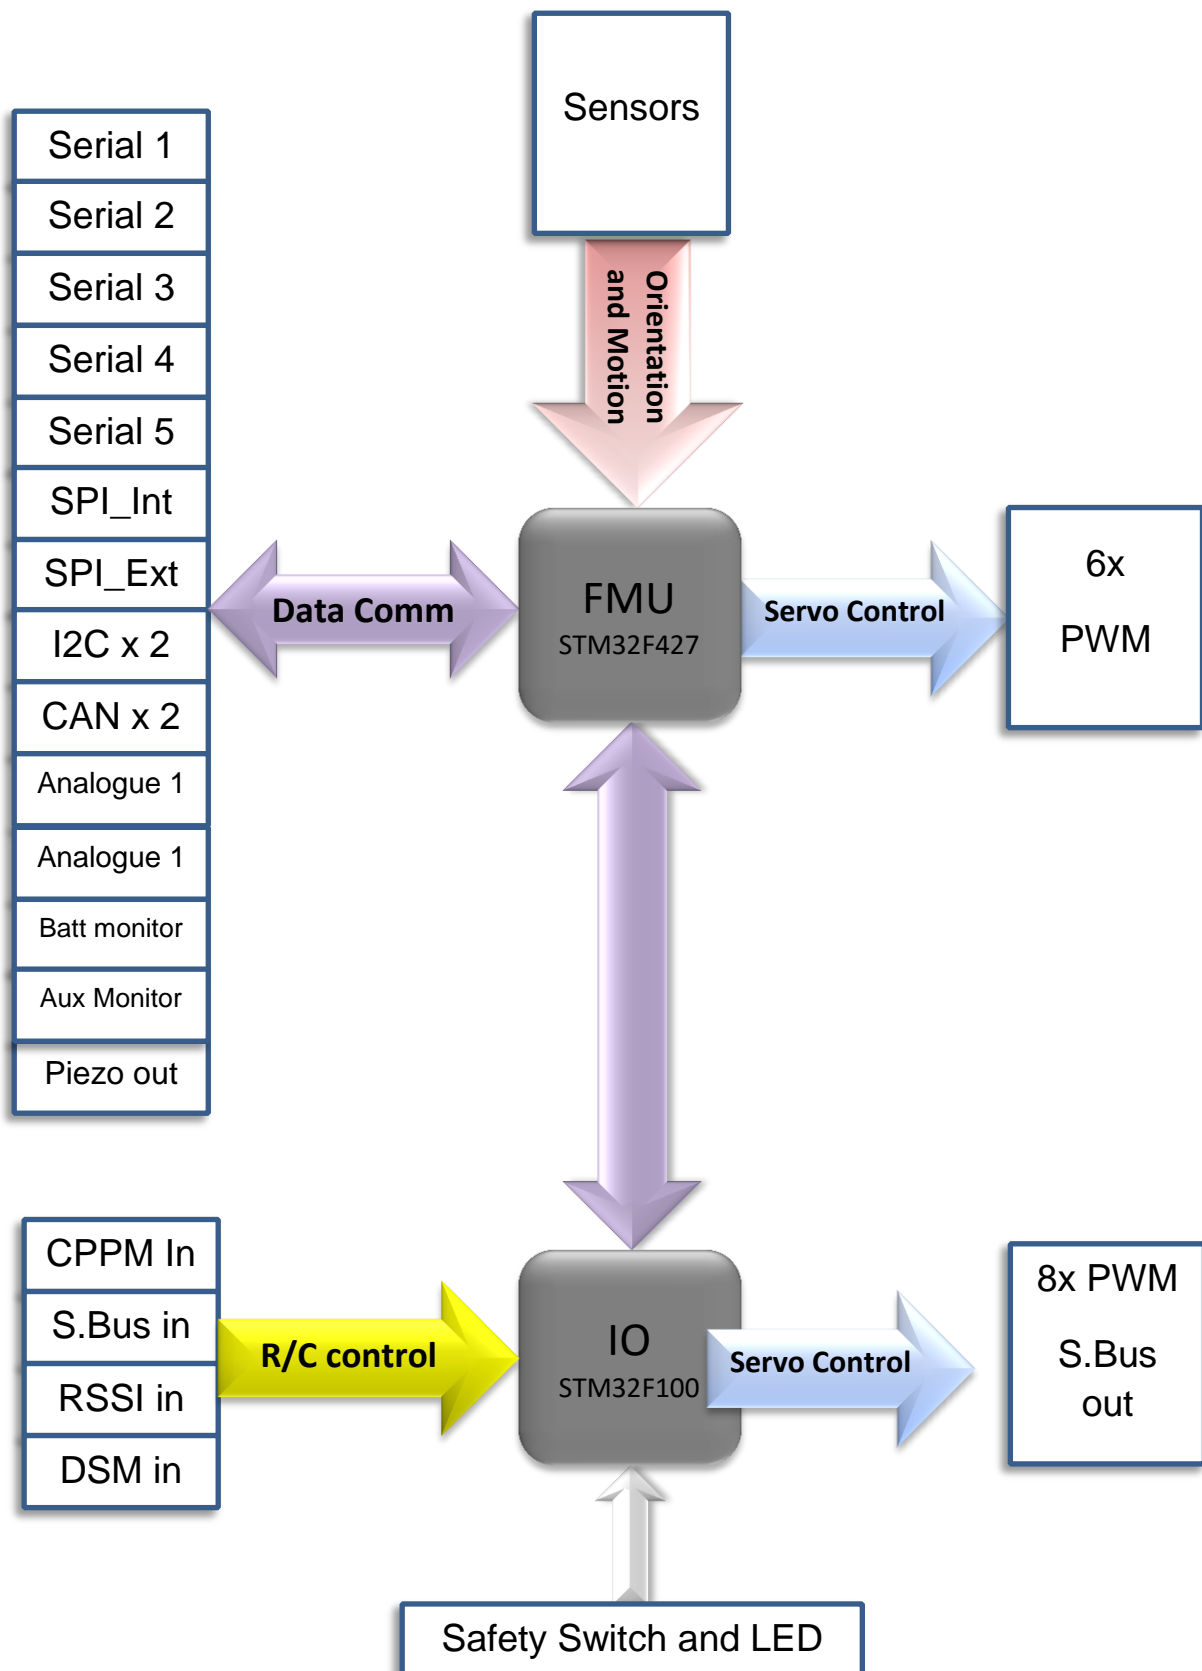 Sensors
Orientation
and Motion
Serial 1
Serial 2
Serial 3
Serial 4
Serial 5
SPI_Int
SPI_Ext
I2C x 2
CAN x 2
Analogue 1
Analogue 1
Batt monitor
Aux Monitor
Piezo out
Data Comm
FMU
STM32F427
Servo Control
6x
PWM
CPPM In
S.Bus in
RSSI in
DSM in
R/C control
IO
STM32F100
Servo Control
8x PWM
S.Bus
out
Safety Switch and LED